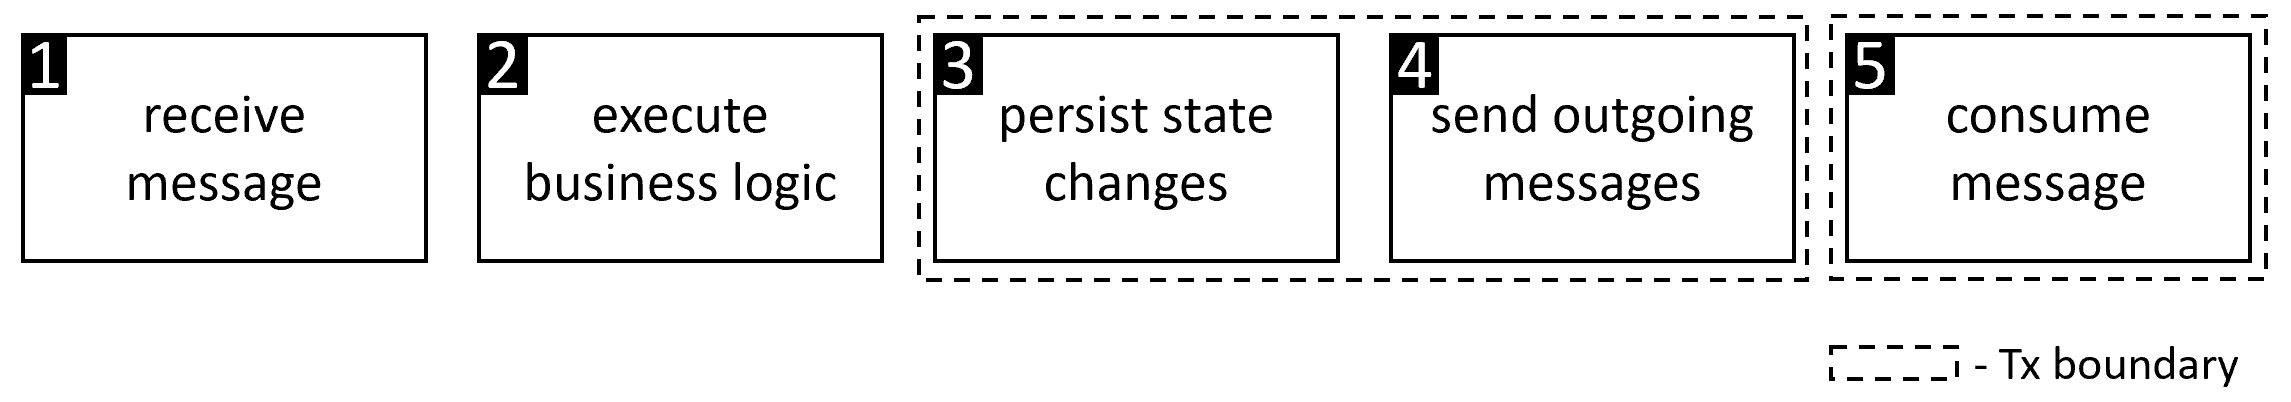 1
receive
message
2
execute
business logic
3
persist state
changes
4
send outgoing
messages
5
consume
message
- Tx boundary